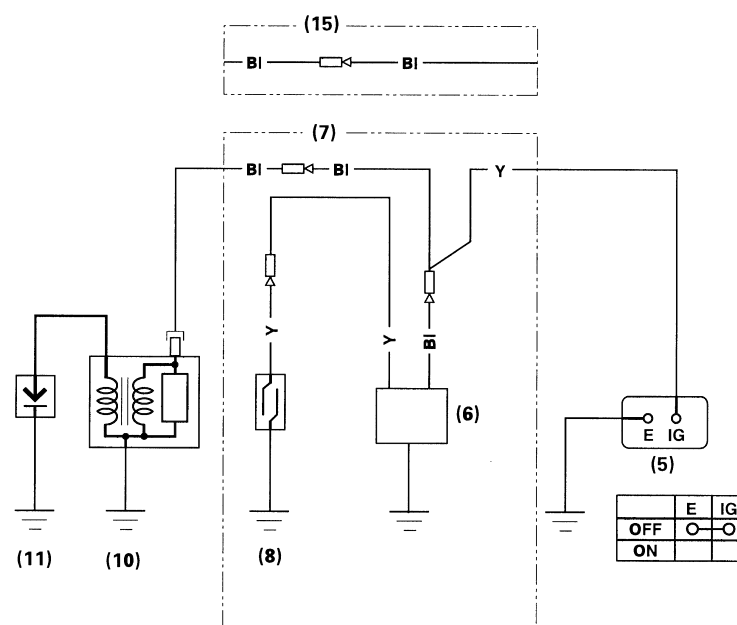 (15)
Bl Bl
(7)
Bl Bl Y
Y Y Bl
(6)
E IG
(5)
E IG
OFF
ON
(11) (10) (8)